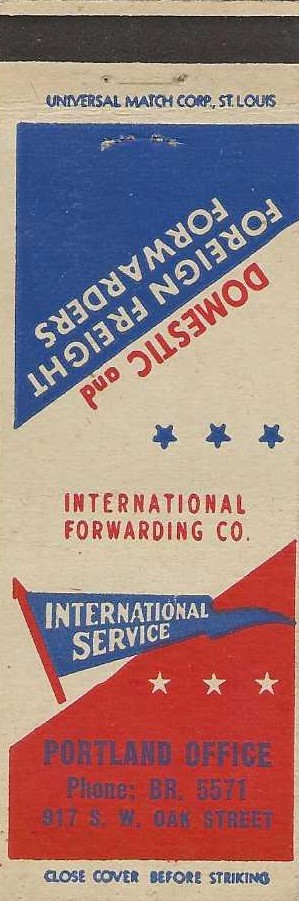 UNIVERSAL MATCH CORP., ST. LOUIS
DOMESTIC and
FOREIGN FREIGHT
FORWARDERS
INTERNATIONAL
FORWARDING CO.
INTERNATIONAL
SERVICE
PORTLAND OFFICE
Phone: BR. 5571
917 S. W. OAK STREET
CLOSE COVER BEFORE STRIKING